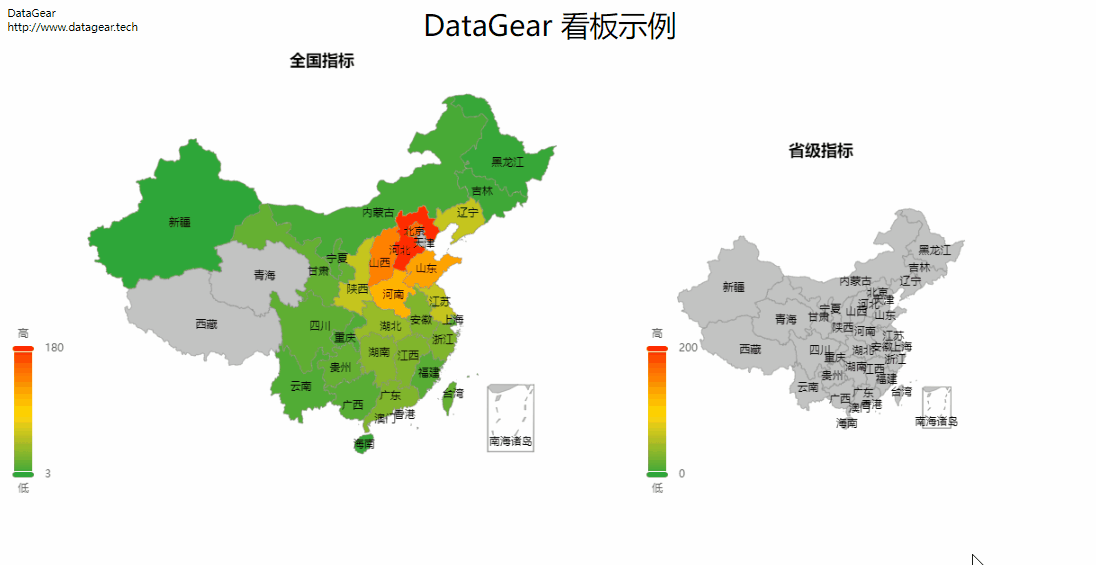 DataGear
http://www.datagear.tech
DataGear 看板示例
全国指标
黑龙江
吉林
内蒙古
辽宁
新疆
北京
天津
河北
宁夏
山西
山东
甘肃
青海
陕西
河南
江苏
西藏
四川
湖北
安徽
上海
重庆
浙江
湖南
江西
贵州
福建
云南
广西
广东
台湾
澳门
香港
海南
南海诸岛
高
180
3
低
省级指标
黑龙江
吉林
内蒙古
辽宁
新疆
北京
天津
河北
宁夏
山西
山东
甘肃
青海
陕西
河南
江苏
西藏
四川
湖北
安徽
上海
重庆
浙江
湖南
江西
贵州
福建
云南
广西
广东
台湾
澳门
香港
海南
南海诸岛
高
200
0
低